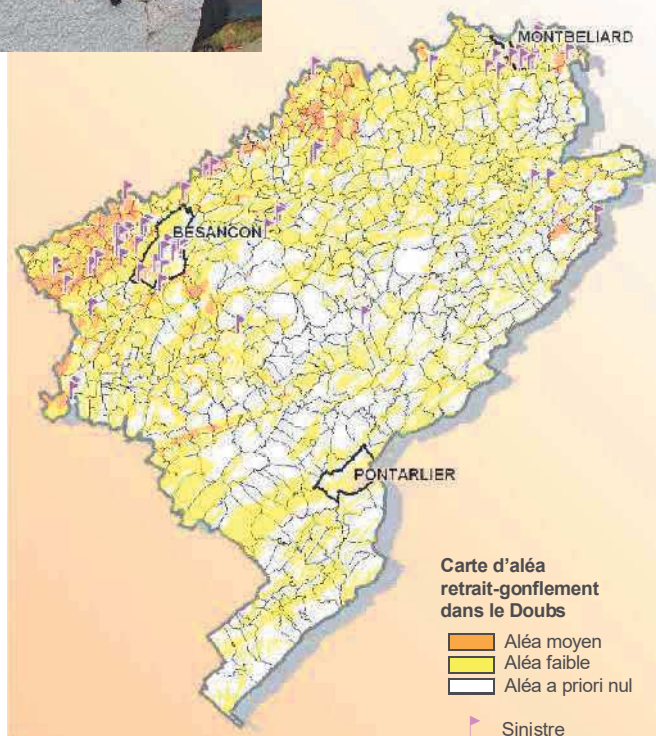 MONTBELIARD
BESANCON
PONTARLIER
Carte d'aléa
retrait-gonflement
dans le Doubs
Aléa moyen
Aléa faible
Aléa a priori nul
Sinistre